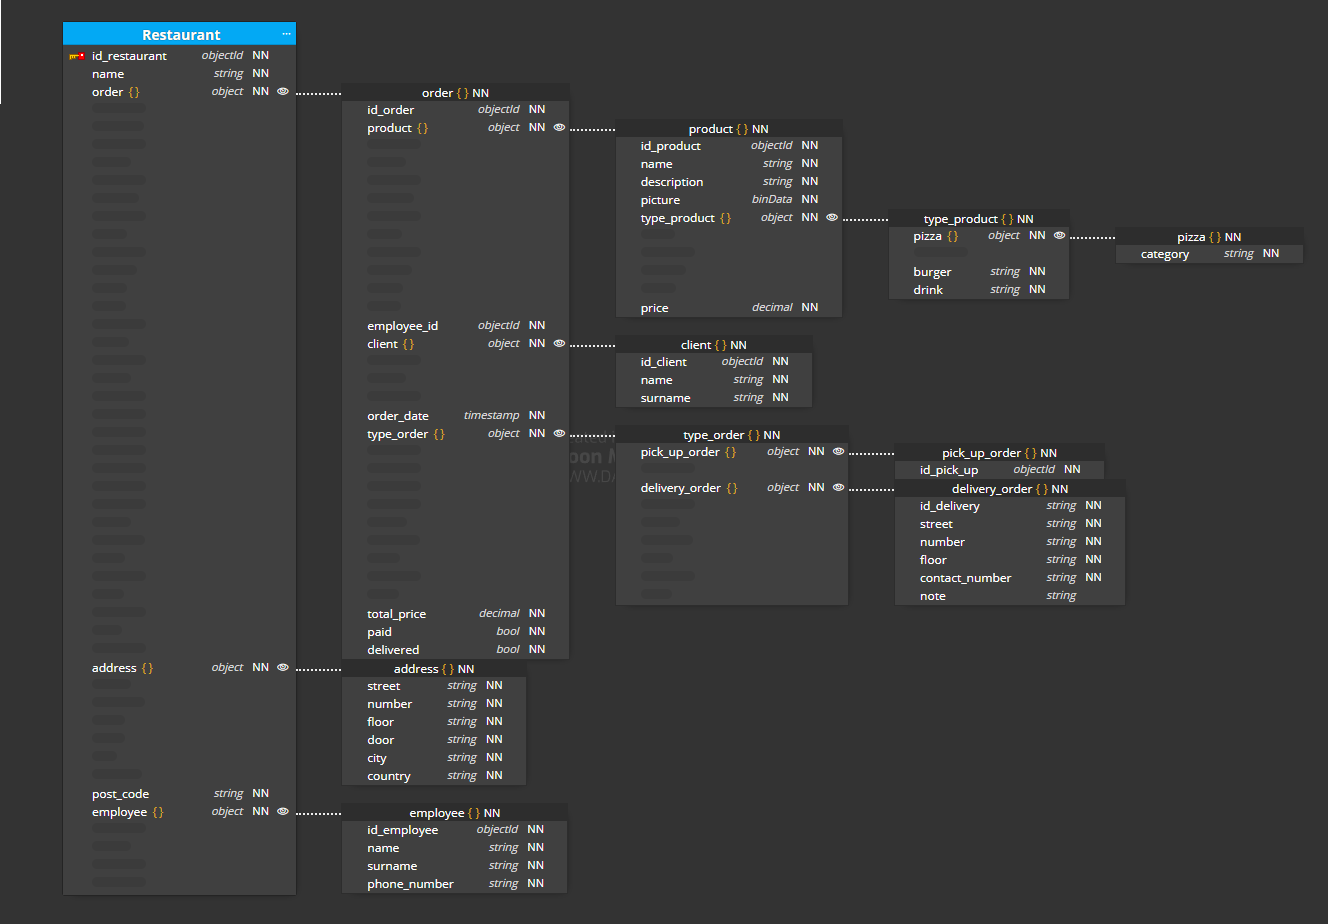 Restaurant ...
id_restaurant objectId NN
name string NN
order {} object NN
order {} NN
id_order objectId NN
product {} object NN
product {} NN
id_product objectId NN
name string NN
description string NN
picture binData NN
type_product {} object NN
type_product {} NN
pizza {} object NN
pizza {} NN
category string NN
burger string NN
drink string NN
price decimal NN
employee_id objectId NN
client {} object NN
client {} NN
id_client objectId NN
name string NN
surname string NN
order_date timestamp NN
type_order {} object NN
type_order {} NN
pick_up_order {} object NN
pick_up_order {} NN
id_pick_up objectId NN
delivery_order {} object NN
delivery_order {} NN
id_delivery string NN
street string NN
number string NN
floor string NN
contact_number string NN
note string
total_price decimal NN
paid bool NN
delivered bool NN
address {} object NN
address {} NN
street string NN
number string NN
floor string NN
door string NN
city string NN
country string NN
post_code string NN
employee {} object NN
employee {} NN
id_employee objectId NN
name string NN
surname string NN
phone_number string NN